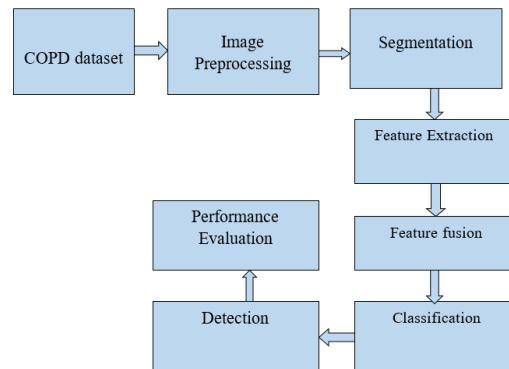 COPD dataset
Image
Preprocessing
Segmentation
Feature Extraction
Feature fusion
Classification
Detection
Performance
Evaluation